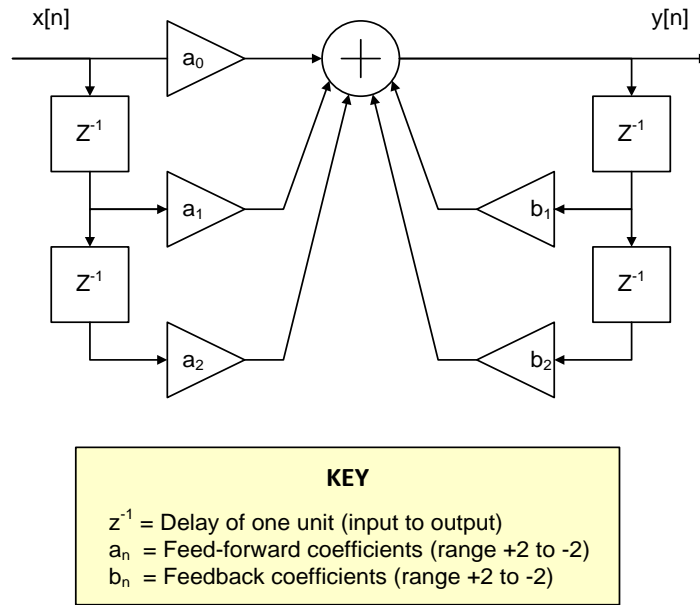 x[n] y[n]
a₀
Z⁻¹ Z⁻¹
a₁ b₁
Z⁻¹ Z⁻¹
a₂ b₂
KEY
z⁻¹ = Delay of one unit (input to output)
aₙ = Feed-forward coefficients (range +2 to -2)
bₙ = Feedback coefficients (range +2 to -2)